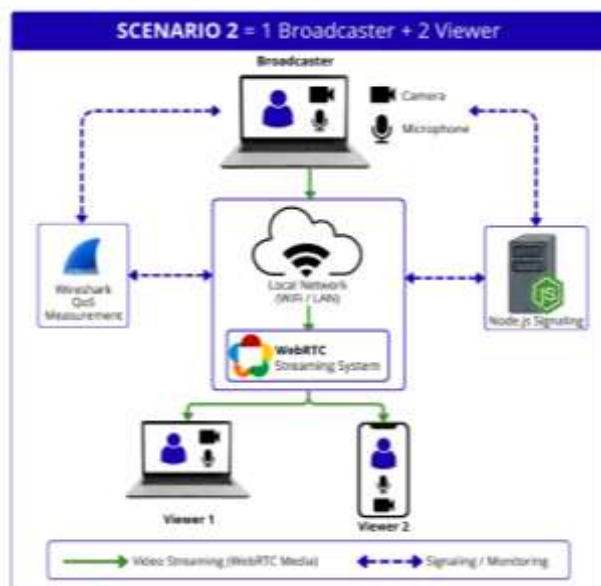 SCENARIO 2 = 1 Broadcaster + 2 Viewer
Broadcaster
Camera
Microphone
Wireshark
QoS
Measurement
Local Network
(WiFi / LAN)
JS
Node.js Signaling
WebRTC
Streaming System
Viewer 1
Viewer 2
Video Streaming (WebRTC Media)
Signaling / Monitoring